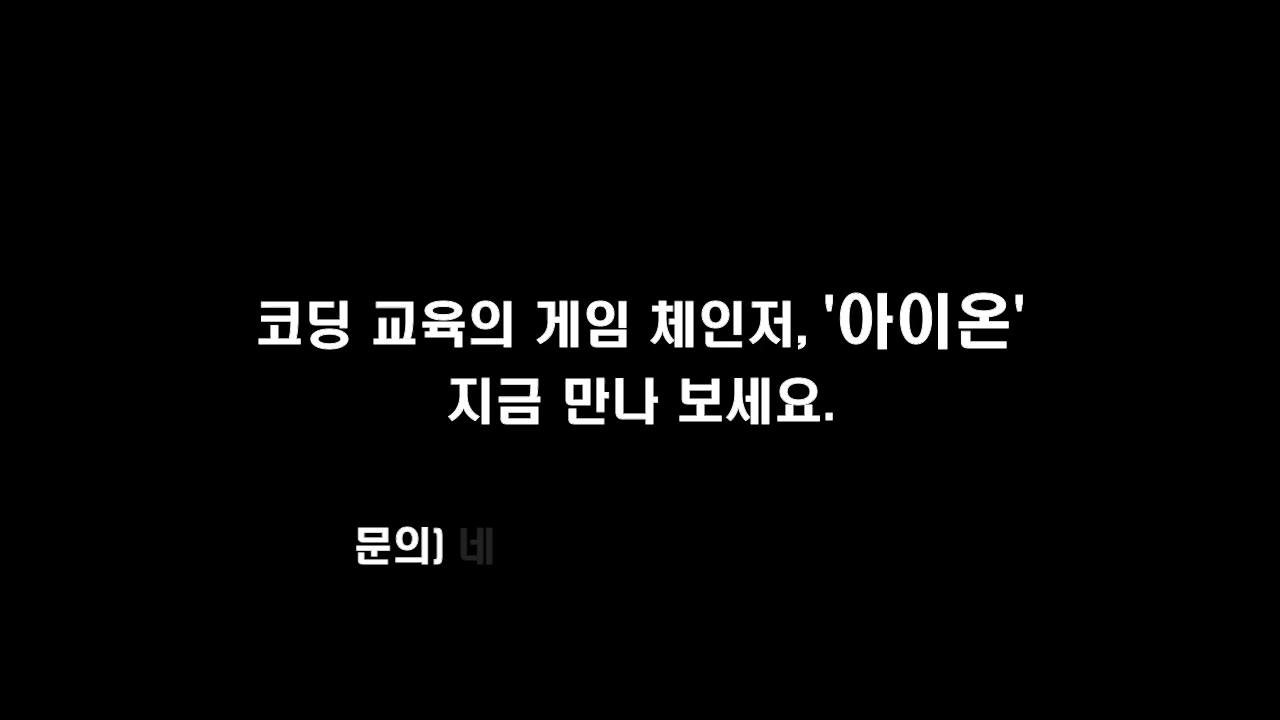 코딩 교육의 게임 체인저, '아이온'
지금 만나 보세요.
문의) 네